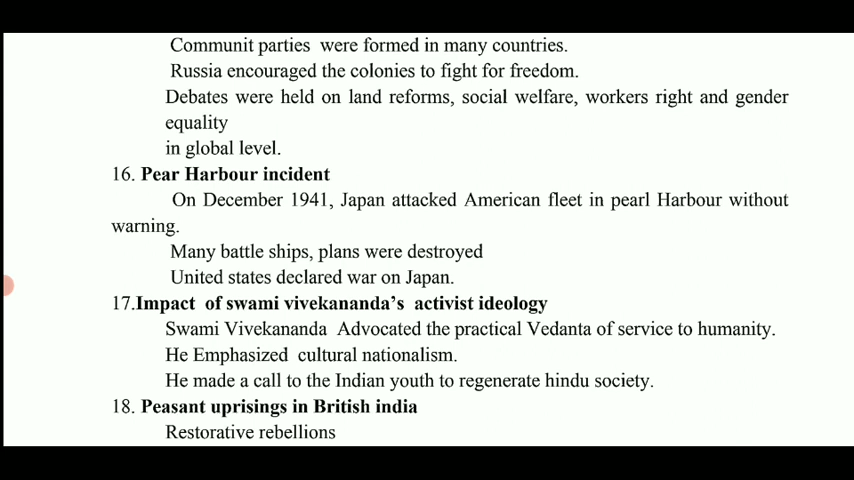 Communit parties were formed in many countries.
Russia encouraged the colonies to fight for freedom.
Debates were held on land reforms, social welfare, workers right and gender
equality
in global level.
16. Pear Harbour incident
On December 1941, Japan attacked American fleet in pearl Harbour without
warning.
Many battle ships, plans were destroyed
United states declared war on Japan.
17.Impact of swami vivekananda's activist ideology
Swami Vivekananda Advocated the practical Vedanta of service to humanity.
He Emphasized cultural nationalism.
He made a call to the Indian youth to regenerate hindu society.
18. Peasant uprisings in British india
Restorative rebellions